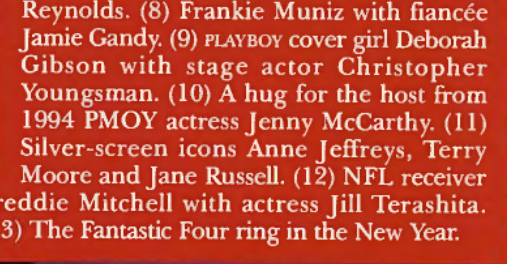 Reynolds. (8) Frankie Muniz with fiancée
Jamie Gandy. (9) PLAYBOY cover girl Deborah
Gibson with stage actor Christopher
Youngsman. (10) A hug for the host from
1994 PMOY actress Jenny McCarthy. (11)
Silver-screen icons Anne Jeffreys, Terry
Moore and Jane Russell. (12) NFL receiver
reddie Mitchell with actress Jill Terashita.
3) The Fantastic Four ring in the New Year.